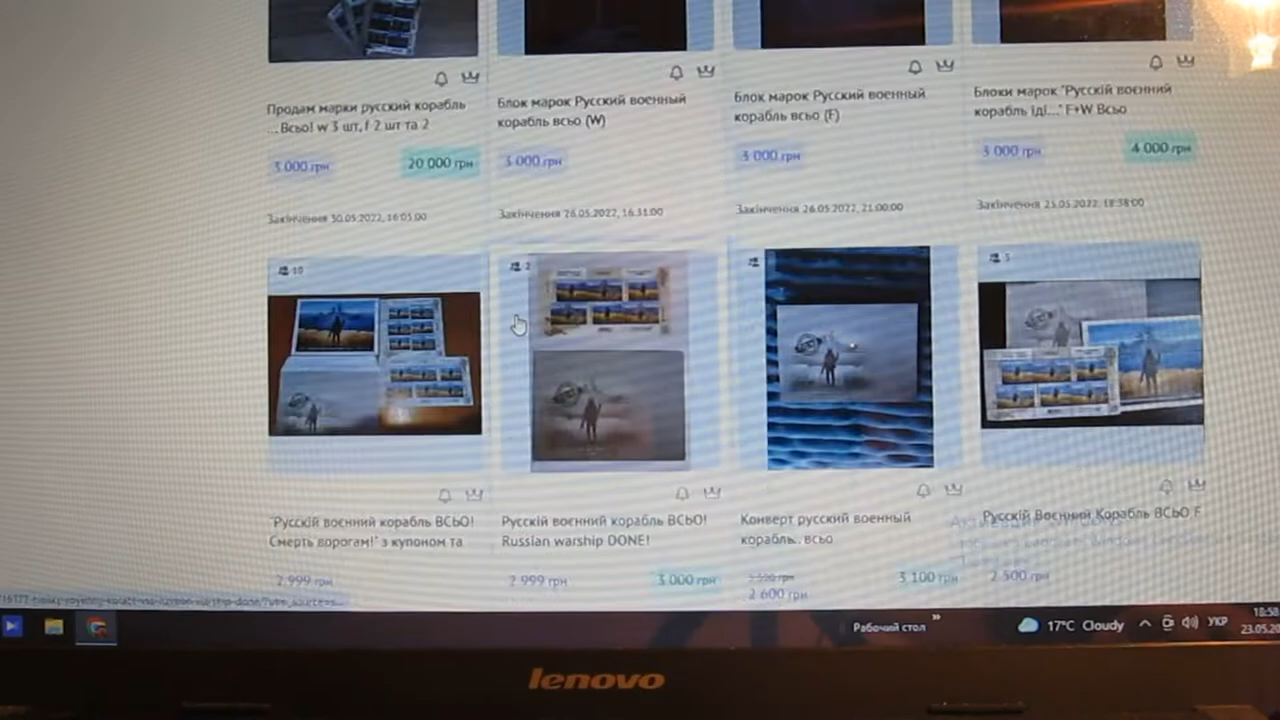 Продам марки русский корабль
...Всьо! w 3 шт, f 2 шт та 2
3 000 грн
20 000 грн
Закінчення 30.05.2022, 16:05:00
Блок марок Русский военный
корабль всьо (W)
3 000 грн
Закінчення 28.05.2022, 16:31:00
Блок марок Русский военный
корабль всьо (F)
3 000 грн
Закінчення 26.05.2022, 21:00:00
Блоки марок "Русскій воєнний
корабль іді..." F+W Всьо
3 000 грн
4 000 грн
Закінчення 25.05.2022, 18:38:00
10
2
5
"Русскій воєнний корабль ВСЬО!
Смерть ворогам!" з купоном та
2 999 грн
Русскій воєнний корабль ВСЬО!
Russian warship DONE!
2 999 грн
3 000 грн
Конверт русский военный
корабль.. всьо
2 600 грн
3 100 грн
Русскій Воєнний Корабль ВСЬО F
2 500 грн
Рабочий стол
17°C Cloudy
УКР
18:58
23.05.20
lenovo